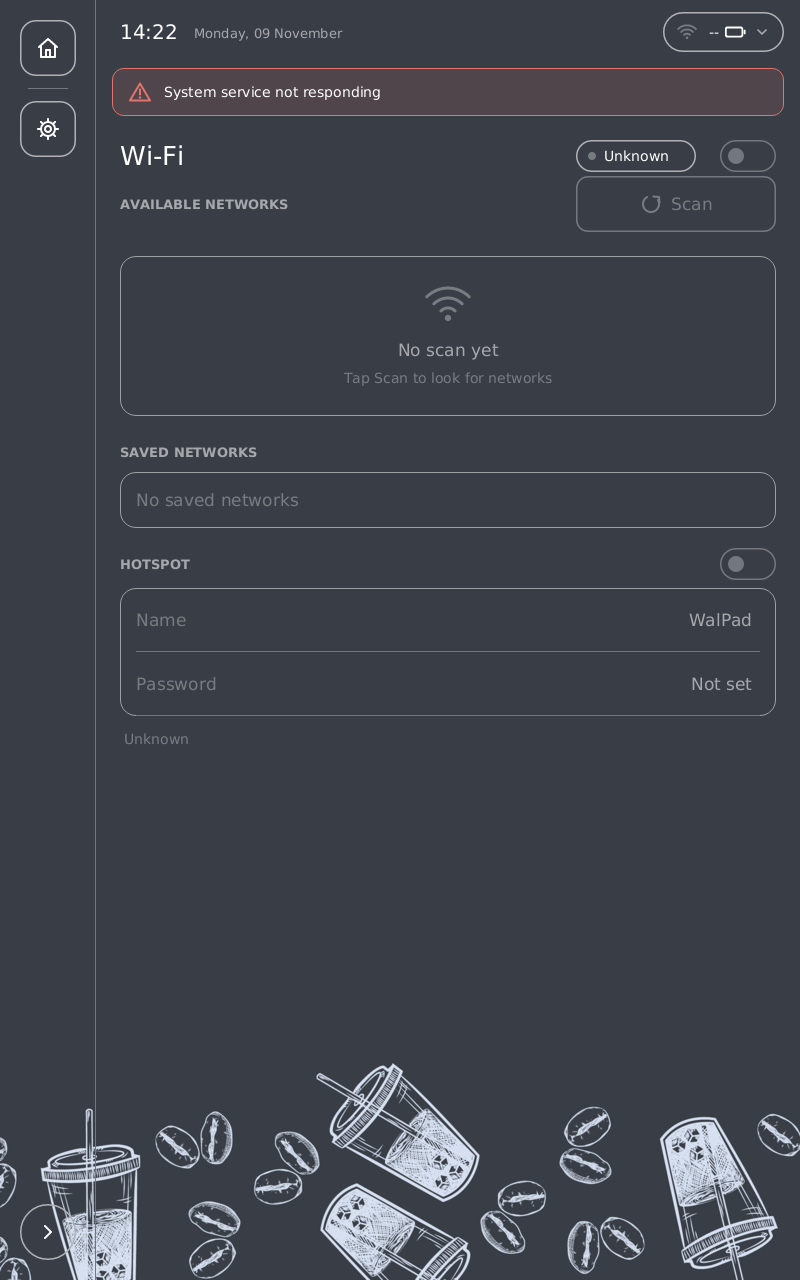 14:22 Monday, 09 November
--
System service not responding
Wi-Fi
Unknown
AVAILABLE NETWORKS
Scan
No scan yet
Tap Scan to look for networks
SAVED NETWORKS
No saved networks
HOTSPOT
Name WalPad
Password Not set
Unknown